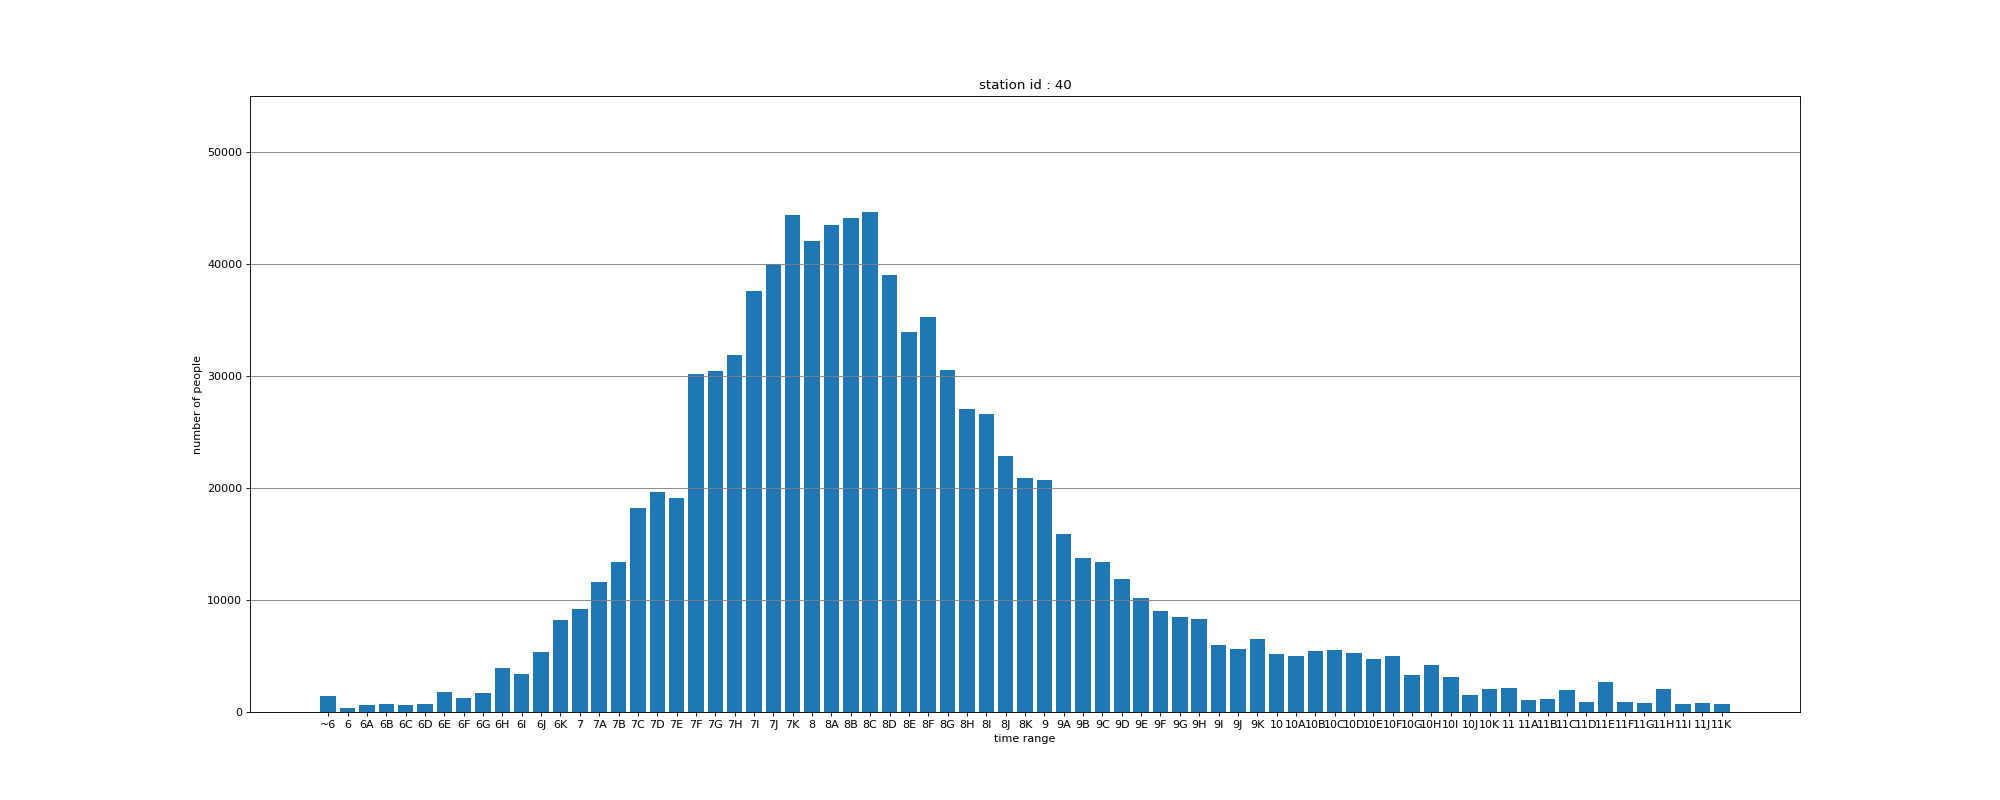 station id : 40
50000
40000
30000
20000
10000
0
number of people
~6 6 6A 6B 6C 6D 6E 6F 6G 6H 6I 6J 6K 7 7A 7B 7C 7D 7E 7F 7G 7H 7I 7J 7K 8 8A 8B 8C 8D 8E 8F 8G 8H 8I 8J 8K 9 9A 9B 9C 9D 9E 9F 9G 9H 9I 9J 9K 10 10A 10B 10C 10D 10E 10F 10G 10H 10I 10J 10K 11 11A 11B 11C 11D 11E 11F 11G 11H 11I 11J 11K
time range